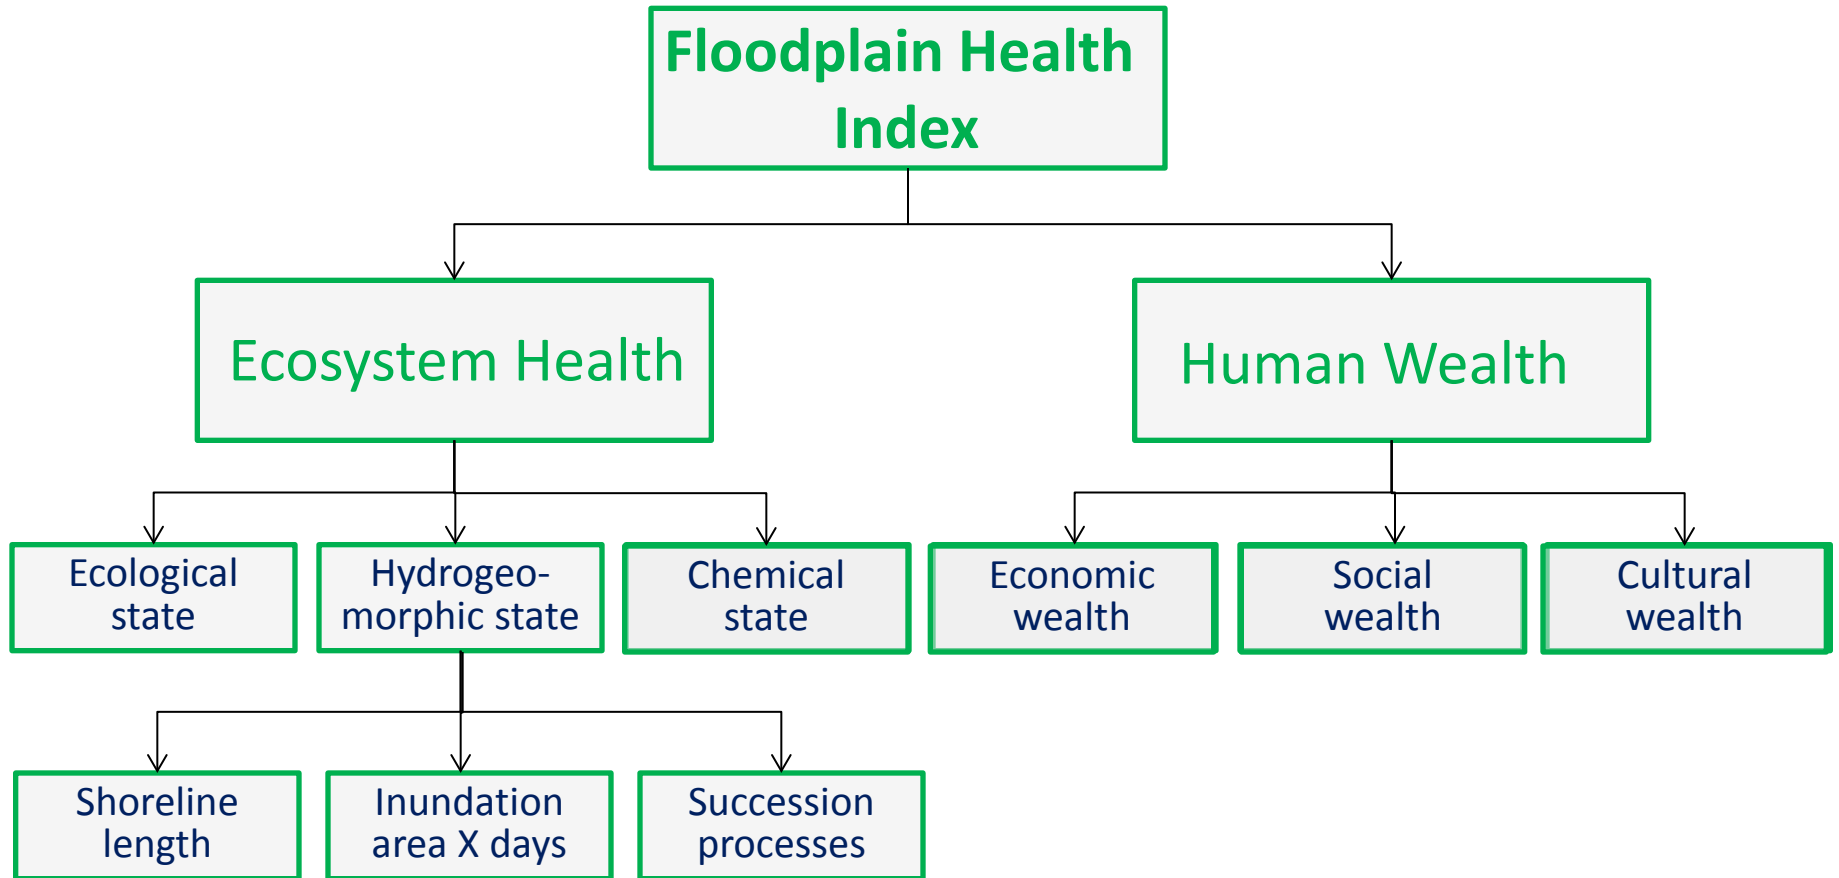 Floodplain Health
Index
Ecosystem Health
Human Wealth
Ecological
state
Hydrogeo-
morphic state
Chemical
state
Economic
wealth
Social
wealth
Cultural
wealth
Shoreline
length
Inundation
area X days
Succession
processes